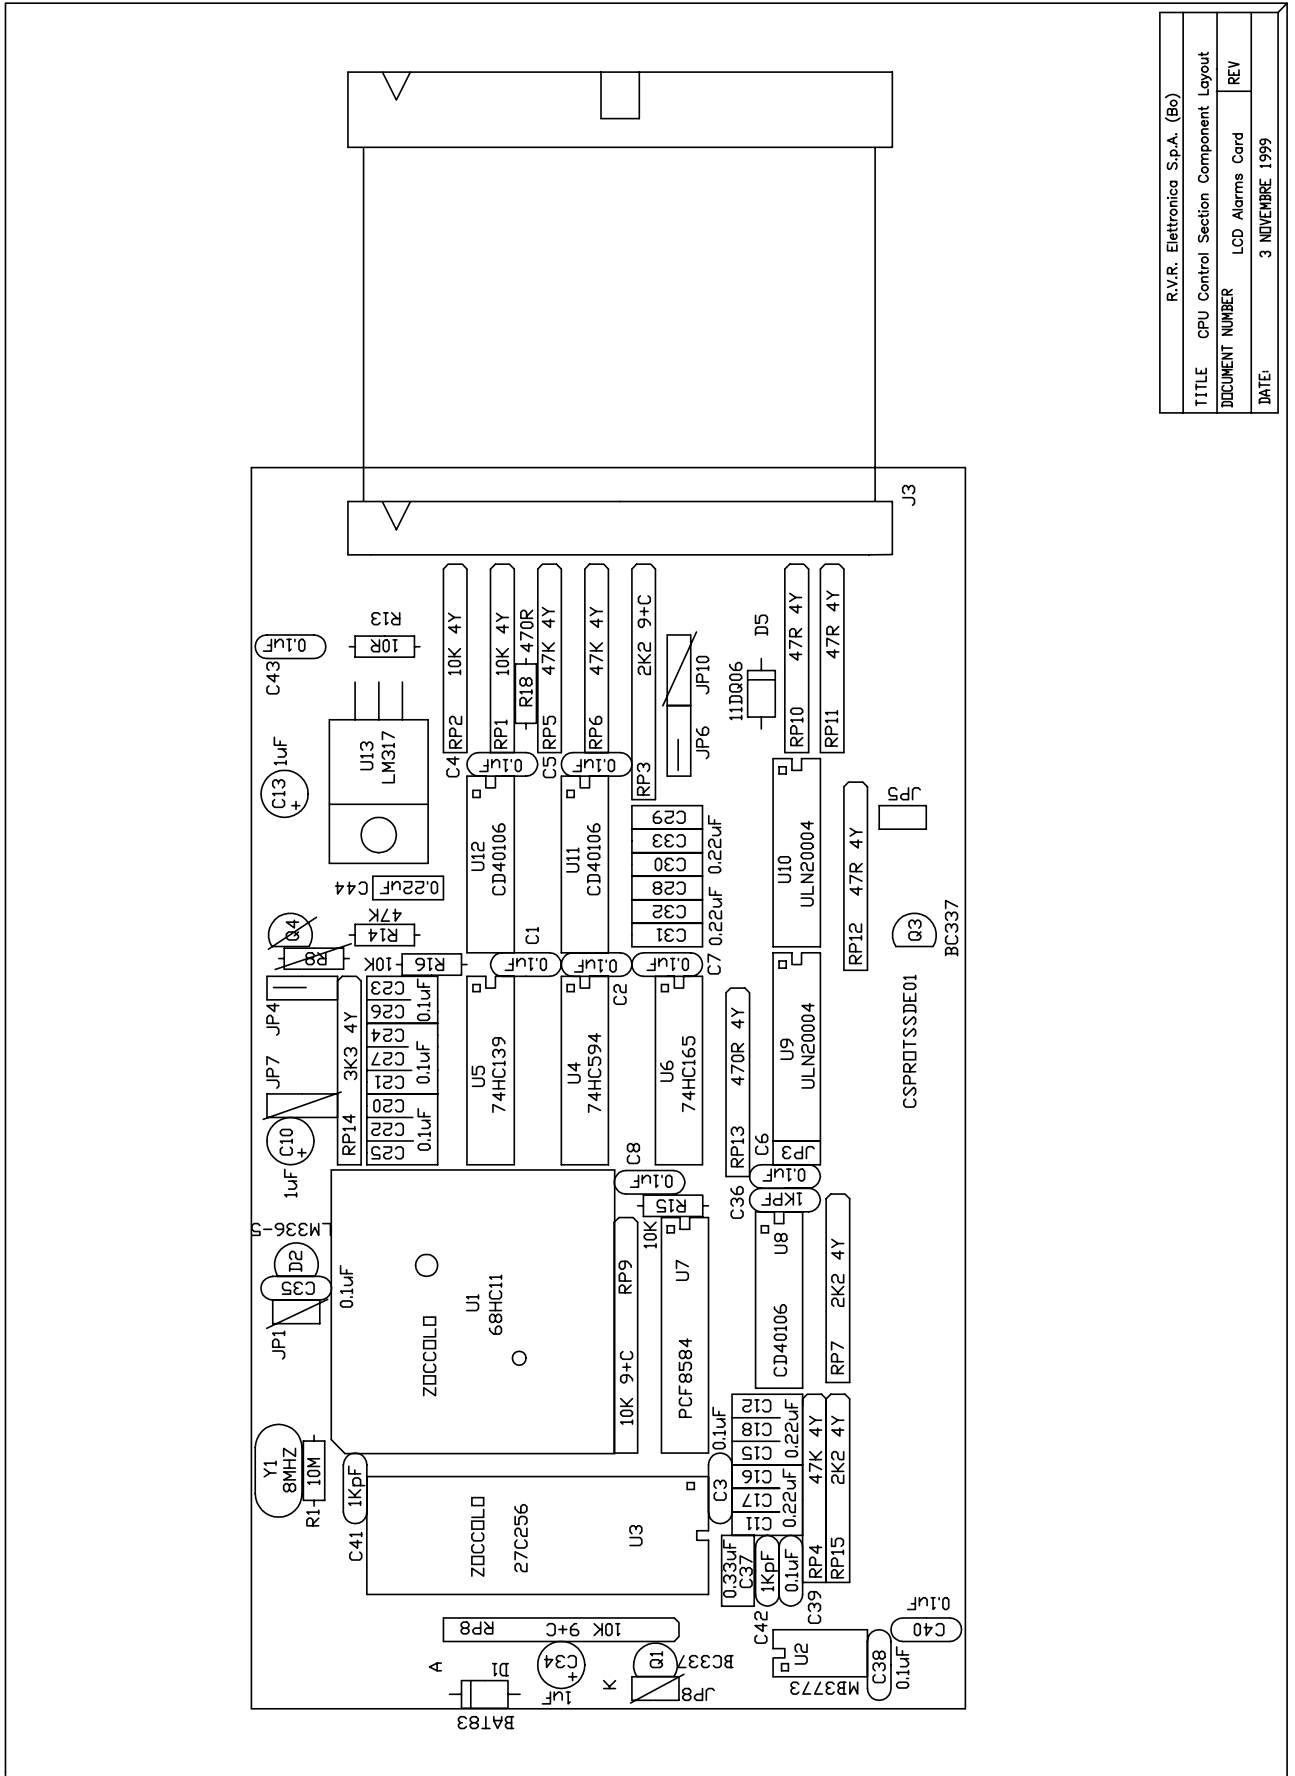 R.V.R. Elettronica S.p.A. (Bo)
TITLE CPU Control Section Component Layout
DOCUMENT NUMBER LCD Alarms Card REV
DATE: 3 NOVEMBRE 1999
J3
C43
0.1uF
R13
10R
C13
1uF
+
U13
LM317
C44
0.22uF
RP2 10K 4Y
RP1 10K 4Y
R18
470R
RP5 47K 4Y
RP6 47K 4Y
RP3 2K2 9+C
JP10
JP6
11DQ06
D5
RP10 47R 4Y
RP11 47R 4Y
C4
0.1uF
C5
0.1uF
U12
CD40106
U11
CD40106
C29
C33
C30
C28
C32
C31
0.22uF
0.22uF
U10
ULN20004
RP12 47R 4Y
JP5
Q3
BC337
Q4
R8
R14
47K
R16
10K
C1
0.1uF
C2
0.1uF
C7
0.1uF
JP4
JP7
RP14 3K3 4Y
C23
C26
C24
C27
C21
C20
C22
C25
0.1uF
0.1uF
0.1uF
U5
74HC139
U4
74HC594
U6
74HC165
RP13 470R 4Y
U9
ULN20004
JP3
CSPROTSSDE01
C10
1uF
+
C8
0.1uF
C6
0.1uF
C36
1KPF
R15
10K
LM336-5
D2
C35
0.1uF
JP1
ZOCCOLO
U1
68HC11
10K 9+C RP9
U7
PCF8584
U8
CD40106
RP7 2K2 4Y
Y1
8MHZ
R1
10M
C41
1KpF
ZOCCOLO
27C256
U3
C3
0.1uF
C12
C18
C15
C16
C17
C11
0.22uF
0.22uF
RP4 47K 4Y
RP15 2K2 4Y
0.33uF
C37
1KpF
C42
0.1uF
C39
RP8 10K 9+C
A
D1
BAT83
C34
1uF
+
K
Q1
BC337
JP8
U2
MB3773
C38
0.1uF
C40
0.1uF